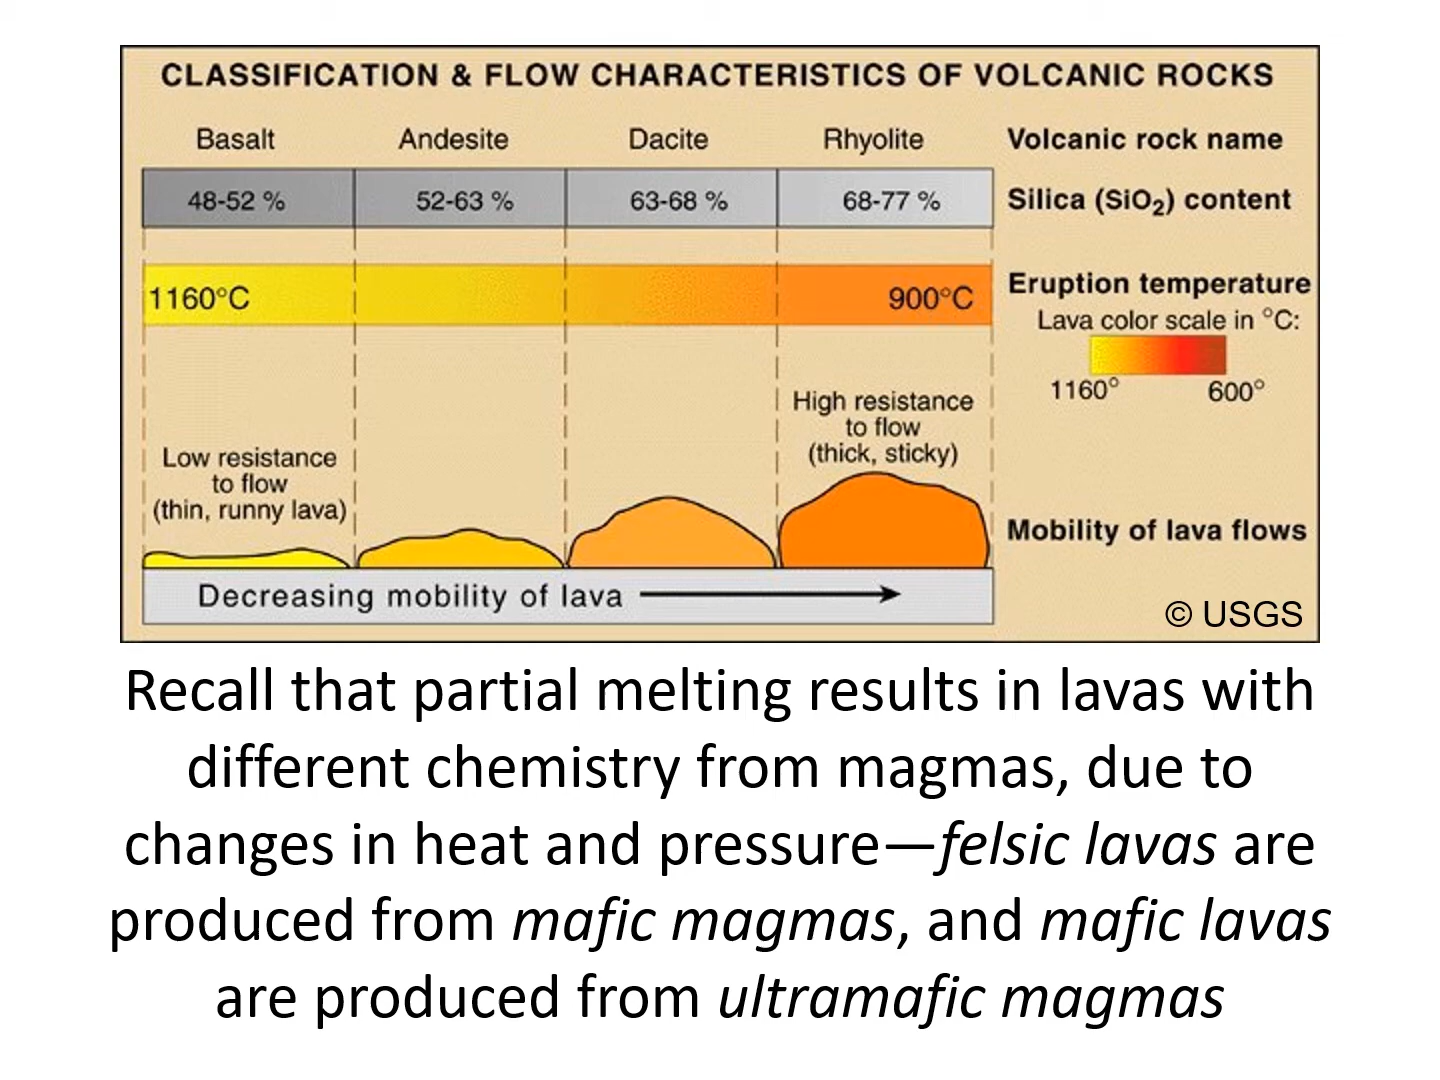 CLASSIFICATION & FLOW CHARACTERISTICS OF VOLCANIC ROCKS
Basalt Andesite Dacite Rhyolite Volcanic rock name
48-52 % 52-63 % 63-68 % 68-77 % Silica (SiO₂) content
1160°C 900°C Eruption temperature
Lava color scale in °C:
1160° 600°
High resistance
to flow
(thick, sticky)
Low resistance
to flow
(thin, runny lava)
Mobility of lava flows
Decreasing mobility of lava
© USGS
Recall that partial melting results in lavas with
different chemistry from magmas, due to
changes in heat and pressure—felsic lavas are
produced from mafic magmas, and mafic lavas
are produced from ultramafic magmas